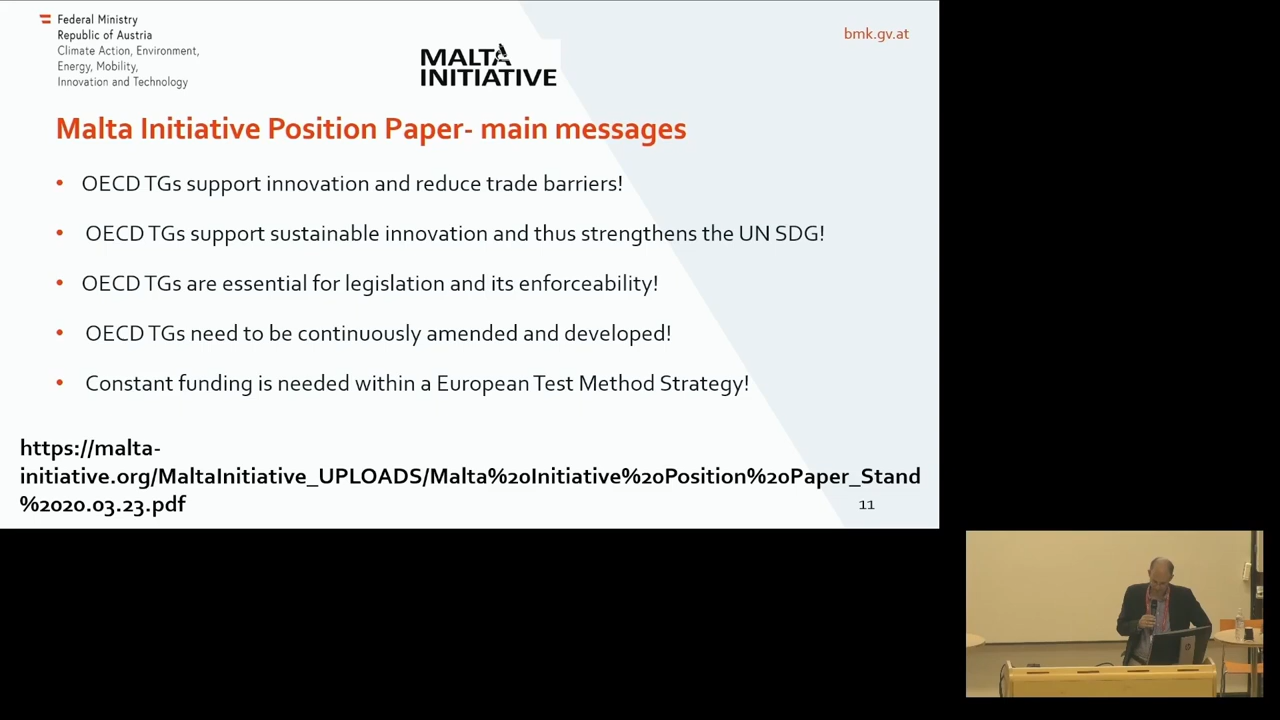 Federal Ministry
Republic of Austria
Climate Action, Environment,
Energy, Mobility,
Innovation and Technology
MALTA
INITIATIVE
bmk.gv.at
Malta Initiative Position Paper- main messages
• OECD TGs support innovation and reduce trade barriers!
• OECD TGs support sustainable innovation and thus strengthens the UN SDG!
• OECD TGs are essential for legislation and its enforceability!
• OECD TGs need to be continuously amended and developed!
• Constant funding is needed within a European Test Method Strategy!
https://malta-
initiative.org/MaltaInitiative_UPLOADS/Malta%20Initiative%20Position%20Paper_Stand
%2020.03.23.pdf
11